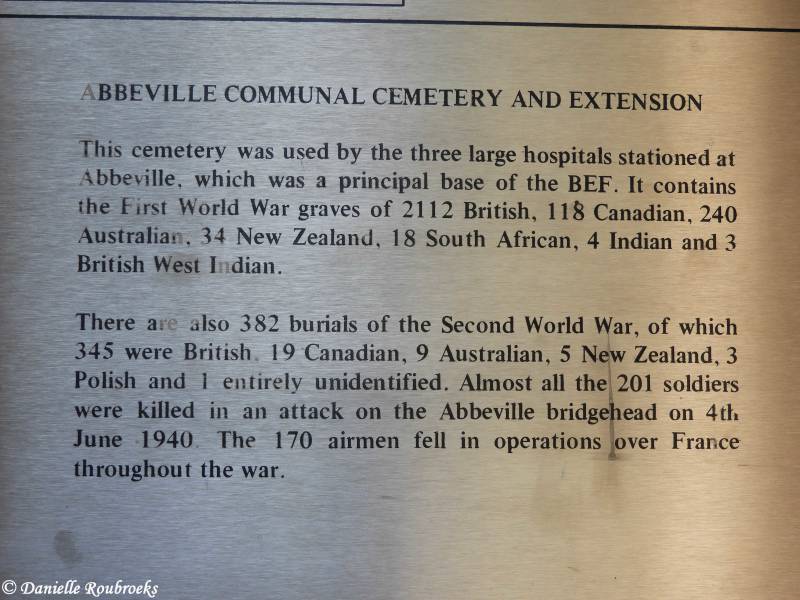 ABBEVILLE COMMUNAL CEMETERY AND EXTENSION
This cemetery was used by the three large hospitals stationed at
Abbeville, which was a principal base of the BEF. It contains
the First World War graves of 2112 British, 118 Canadian, 240
Australian, 34 New Zealand, 18 South African, 4 Indian and 3
British West Indian.
There are also 382 burials of the Second World War, of which
345 were British, 19 Canadian, 9 Australian, 5 New Zealand, 3
Polish and 1 entirely unidentified. Almost all the 201 soldiers
were killed in an attack on the Abbeville bridgehead on 4th
June 1940. The 170 airmen fell in operations over France
throughout the war.
© Danielle Roubroeks